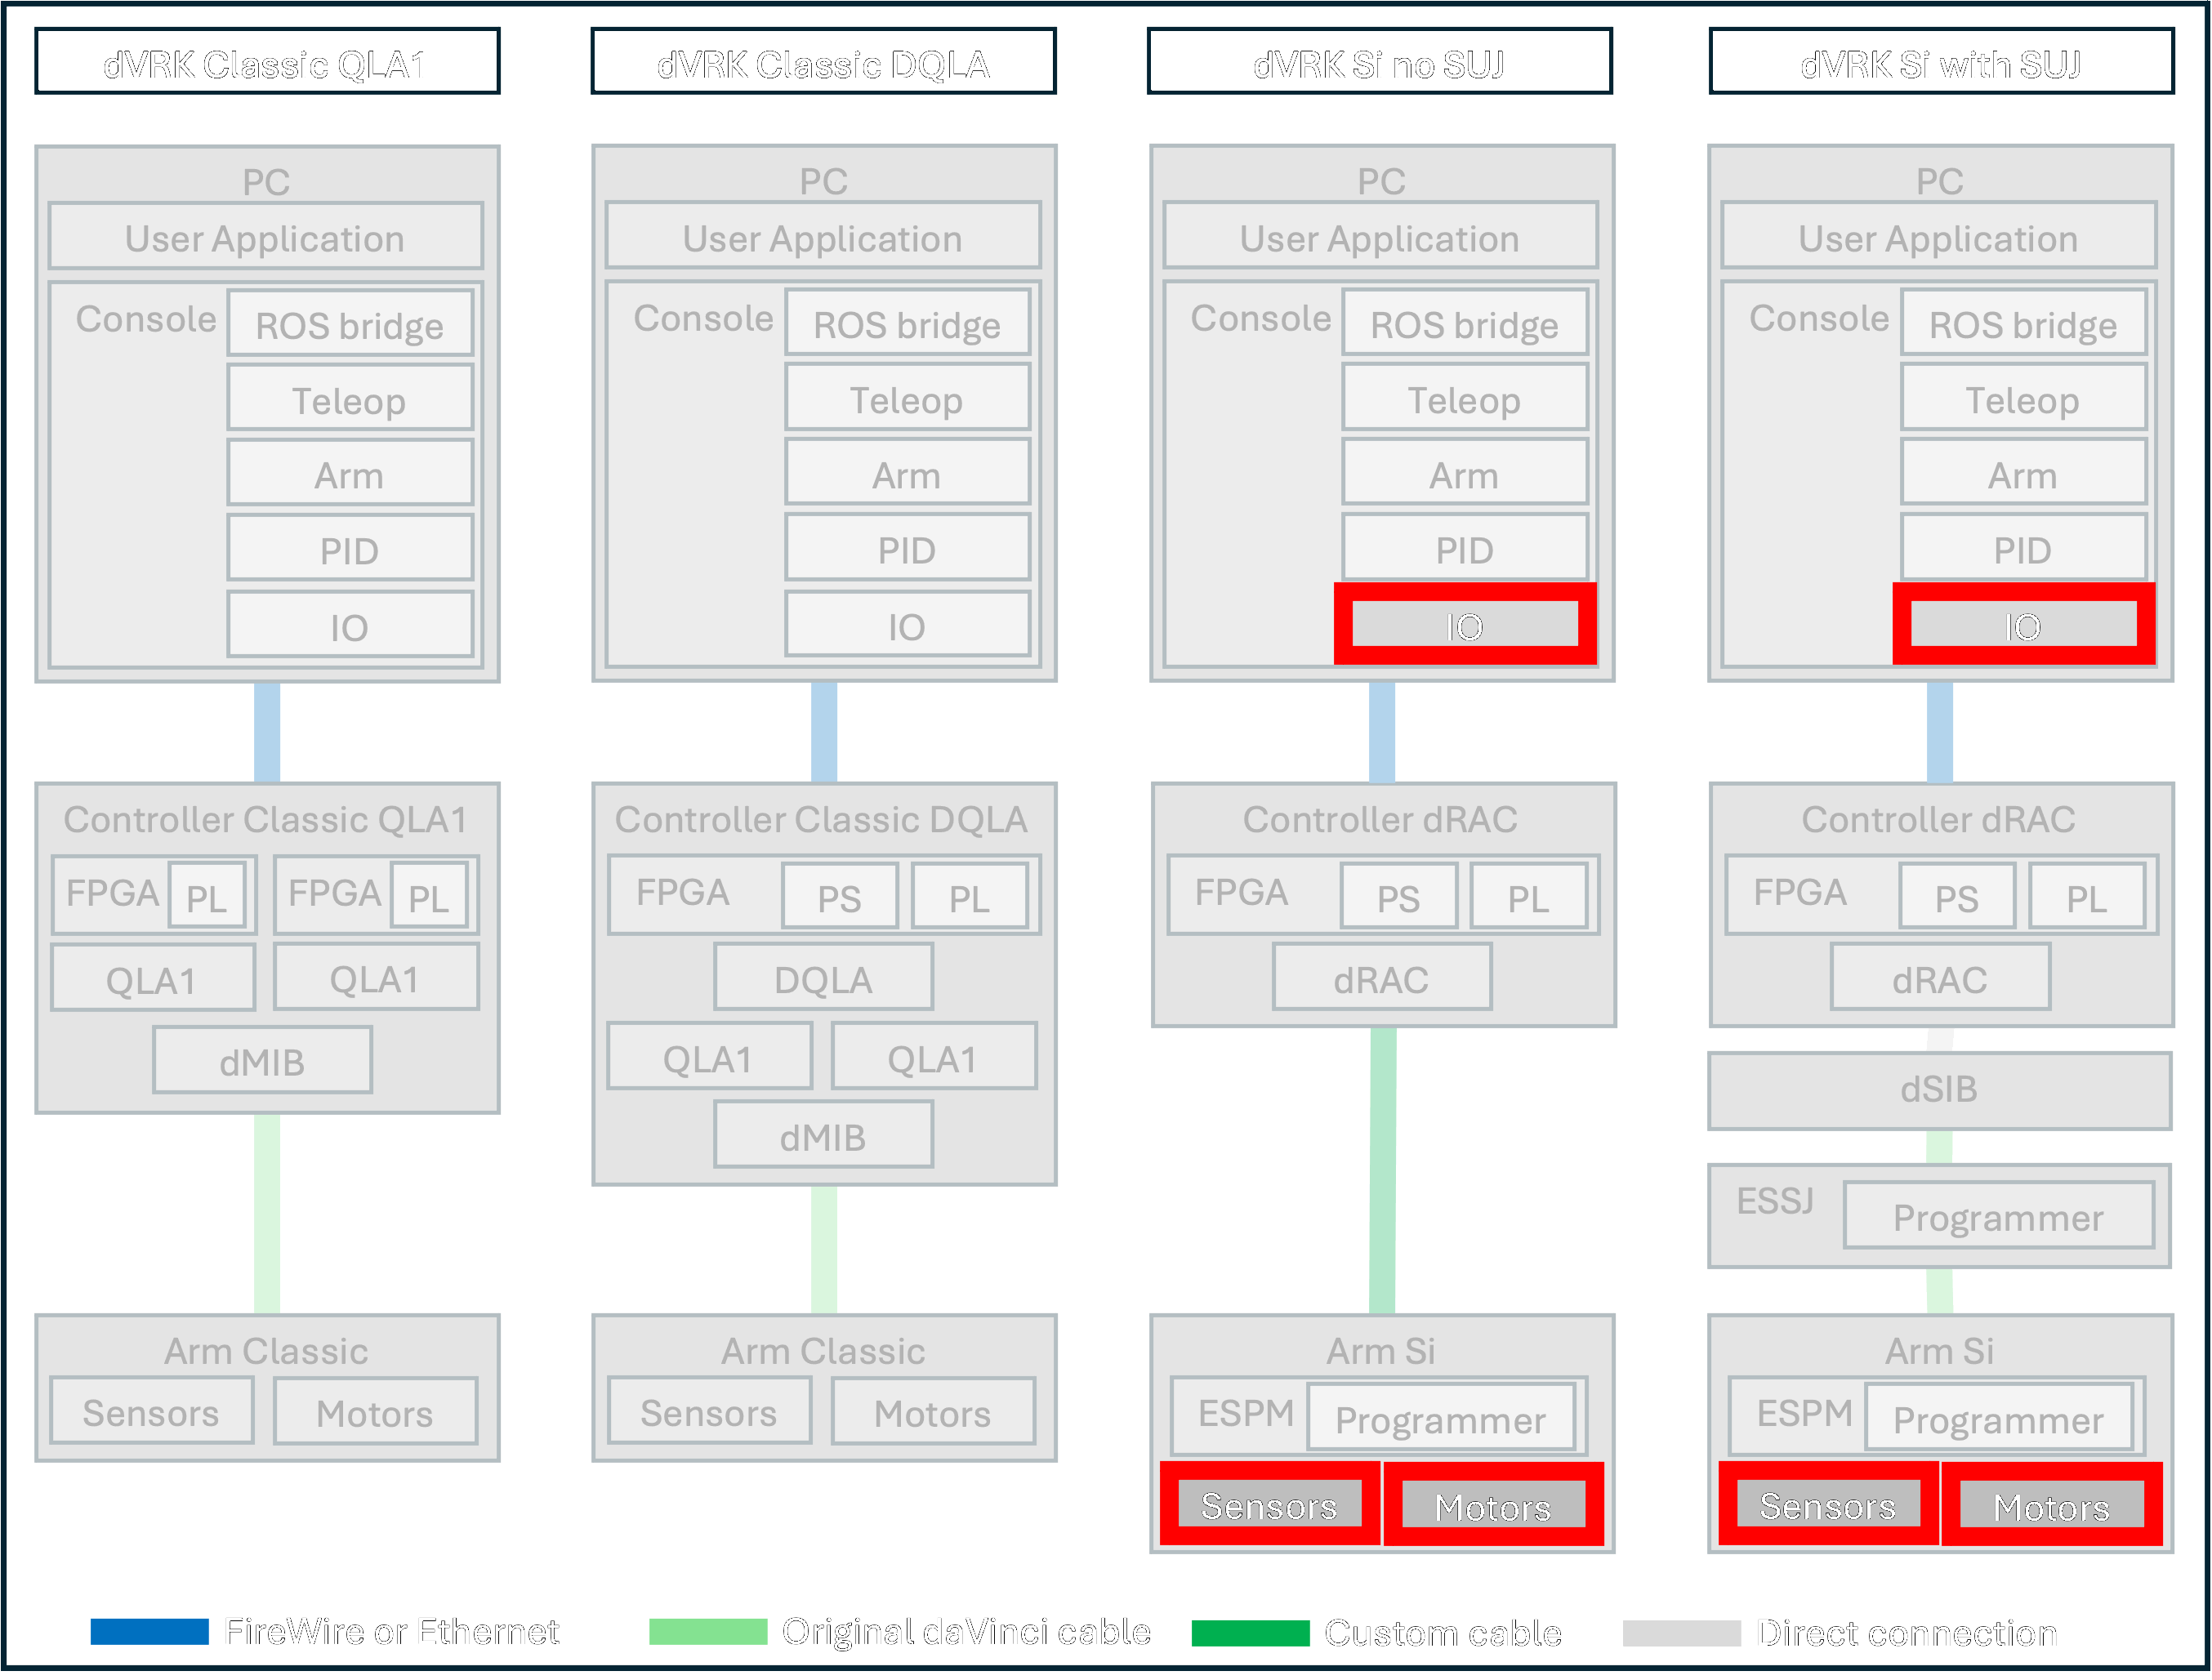 dVRK Classic QLA1
dVRK Classic DQLA
dVRK Si no SUJ
dVRK Si with SUJ
PC
User Application
Console
ROS bridge
Teleop
Arm
PID
IO
Controller Classic QLA1
FPGA
PL
FPGA
PL
QLA1
QLA1
dMIB
Arm Classic
Sensors
Motors
PC
User Application
Console
ROS bridge
Teleop
Arm
PID
IO
Controller Classic DQLA
FPGA
PS
PL
DQLA
QLA1
QLA1
dMIB
Arm Classic
Sensors
Motors
PC
User Application
Console
ROS bridge
Teleop
Arm
PID
IO
Controller dRAC
FPGA
PS
PL
dRAC
Arm Si
ESPM
Programmer
Sensors
Motors
PC
User Application
Console
ROS bridge
Teleop
Arm
PID
IO
Controller dRAC
FPGA
PS
PL
dRAC
dSIB
ESSJ
Programmer
Arm Si
ESPM
Programmer
Sensors
Motors
FireWire or Ethernet
Original daVinci cable
Custom cable
Direct connection